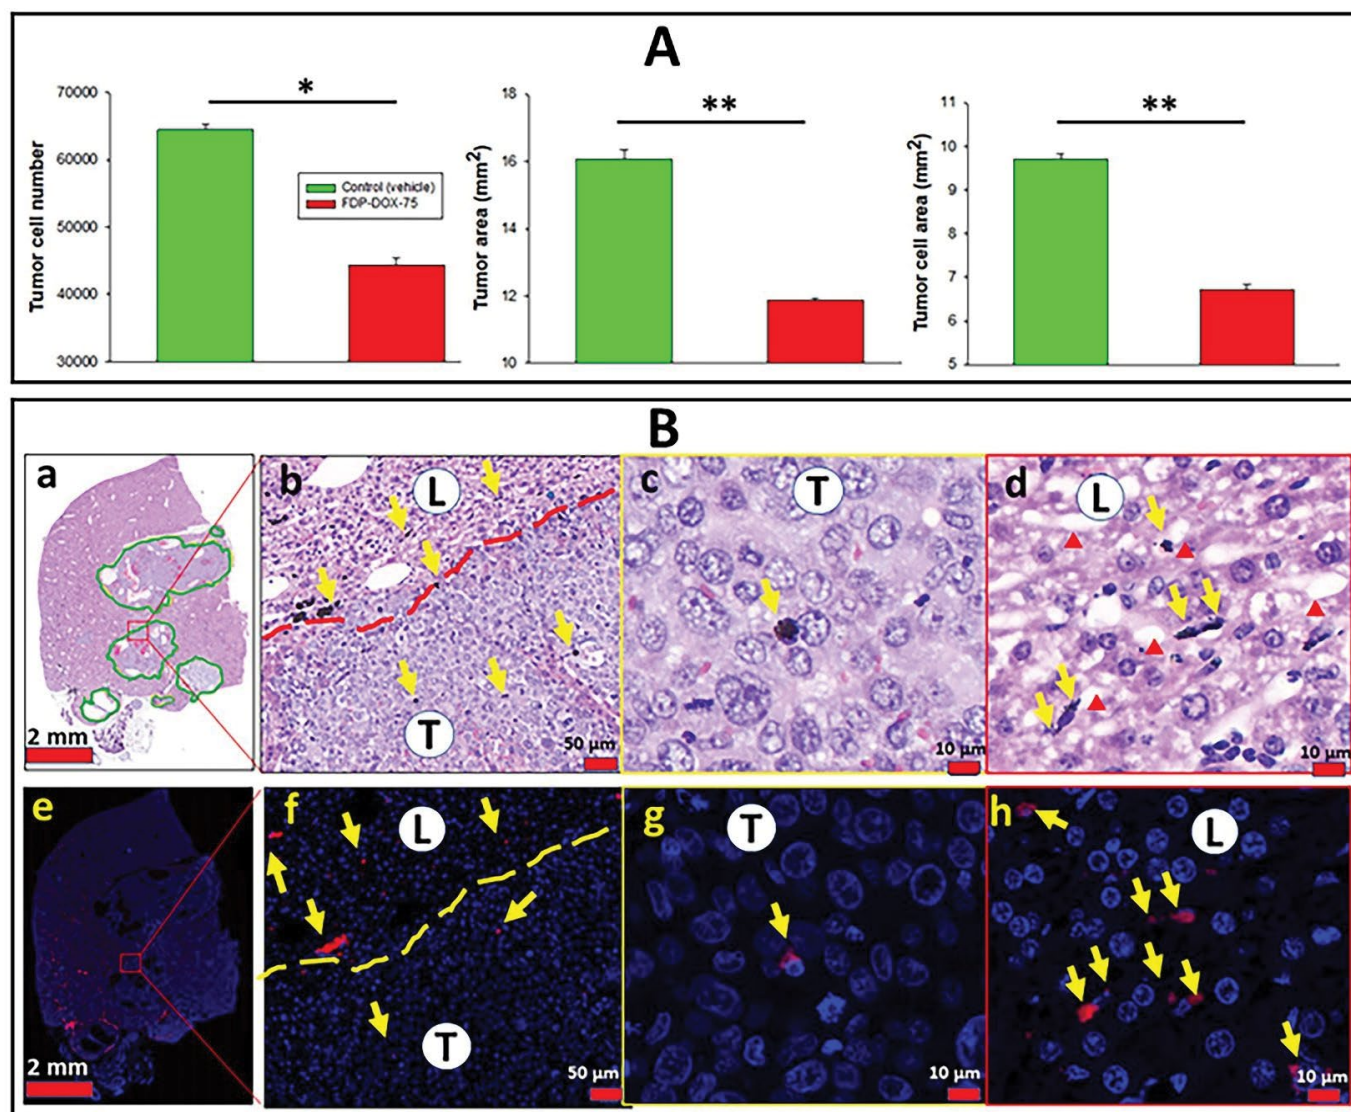 A
Tumor cell number
70000
60000
50000
40000
30000
*
Control (vehicle)
FDP-DOX-75
Tumor area (mm2)
18
16
14
12
10
**
Tumor cell area (mm2)
11
10
9
8
7
6
5
**
B
a
2 mm
b
L
T
50 µm
c
T
10 µm
d
L
10 µm
e
2 mm
f
L
T
50 µm
g
T
10 µm
h
L
10 µm